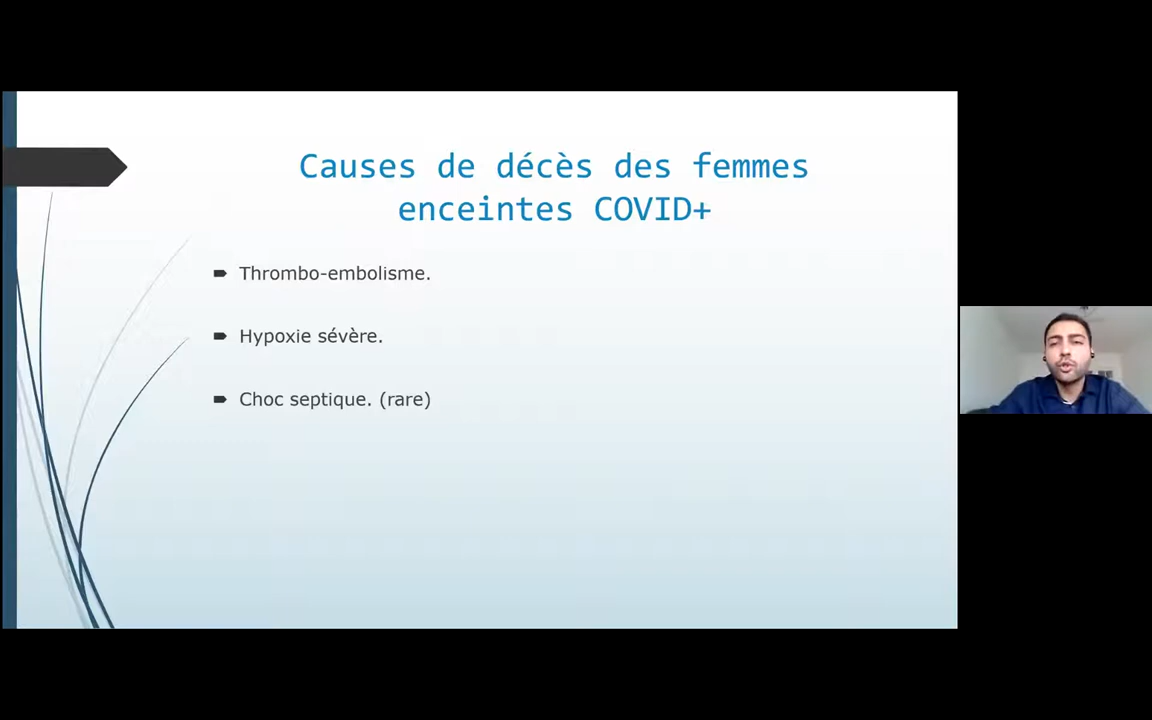 Causes de décès des femmes
enceintes COVID+
Thrombo-embolisme.
Hypoxie sévère.
Choc septique. (rare)